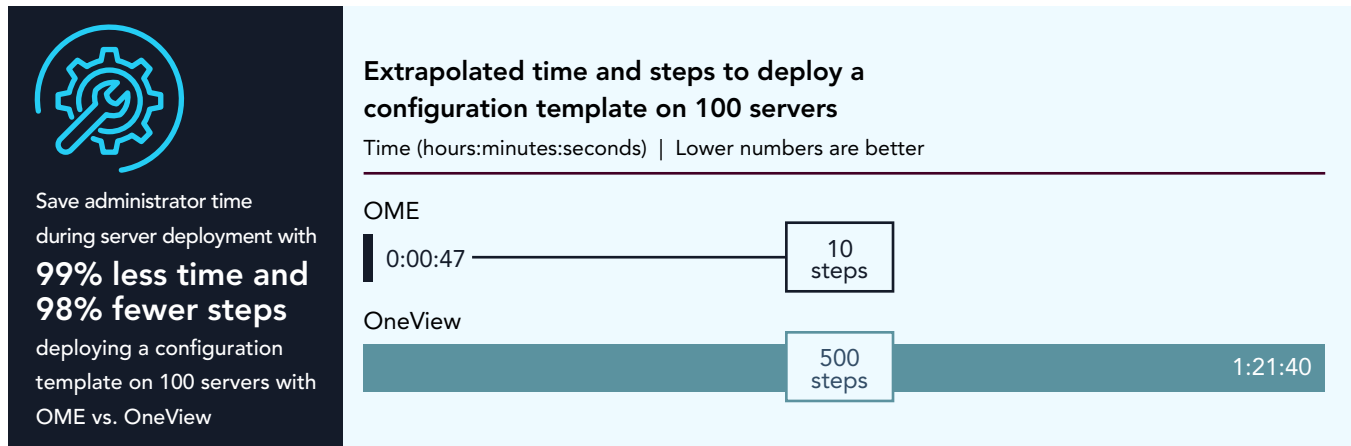 Save administrator time
during server deployment with
99% less time and
98% fewer steps
deploying a configuration
template on 100 servers with
OME vs. OneView
Extrapolated time and steps to deploy a
configuration template on 100 servers
Time (hours:minutes:seconds) | Lower numbers are better
OME
0:00:47
10
steps
OneView
500
steps
1:21:40